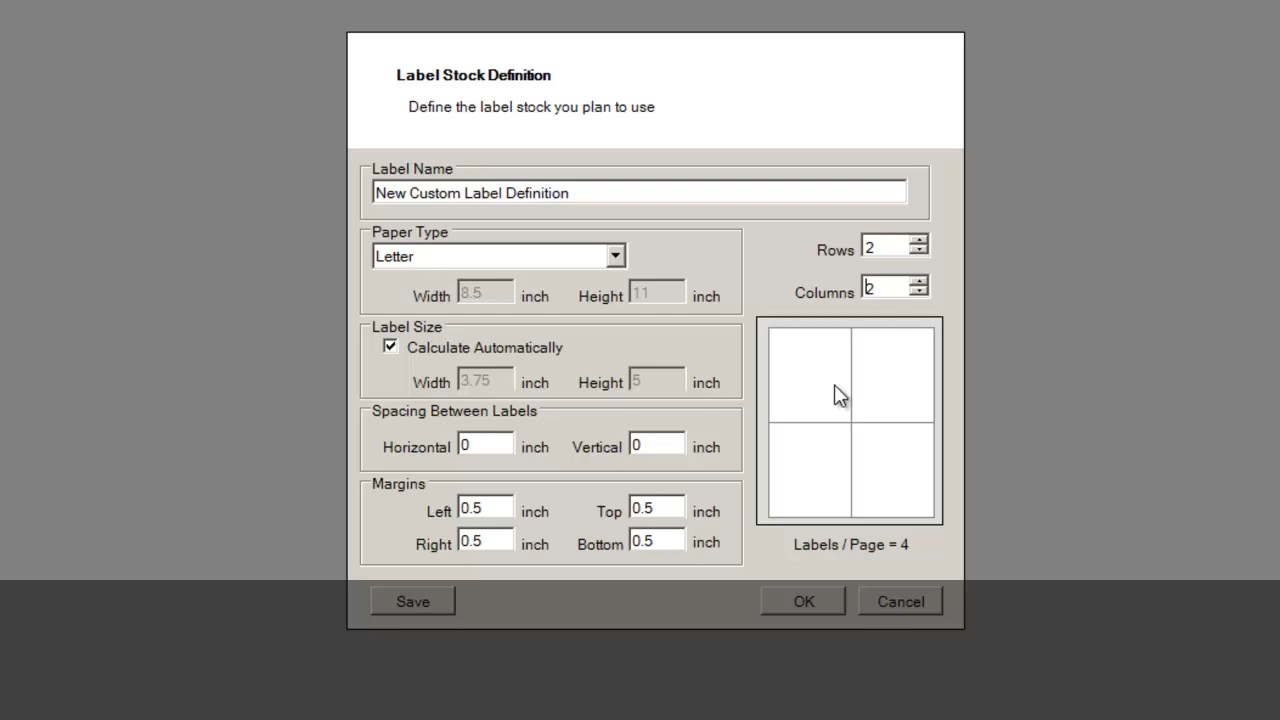 Label Stock Definition
Define the label stock you plan to use
Label Name
New Custom Label Definition
Paper Type
Letter
Rows 2
Width 8.5 inch Height 11 inch
Columns 2
Label Size
Calculate Automatically
Width 3.75 inch Height 5 inch
Spacing Between Labels
Horizontal 0 inch Vertical 0 inch
Margins
Left 0.5 inch Top 0.5 inch
Right 0.5 inch Bottom 0.5 inch
Labels / Page = 4
Save OK Cancel